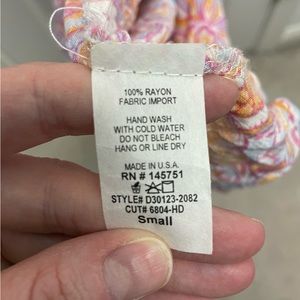 100% RAYON
FABRIC IMPORT
HAND WASH
WITH COLD WATER
DO NOT BLEACH
HANG OR LINE DRY
MADE IN U.S.A.
RN # 145751
STYLE# D30123-2082
CUT# 6804-HD
Small